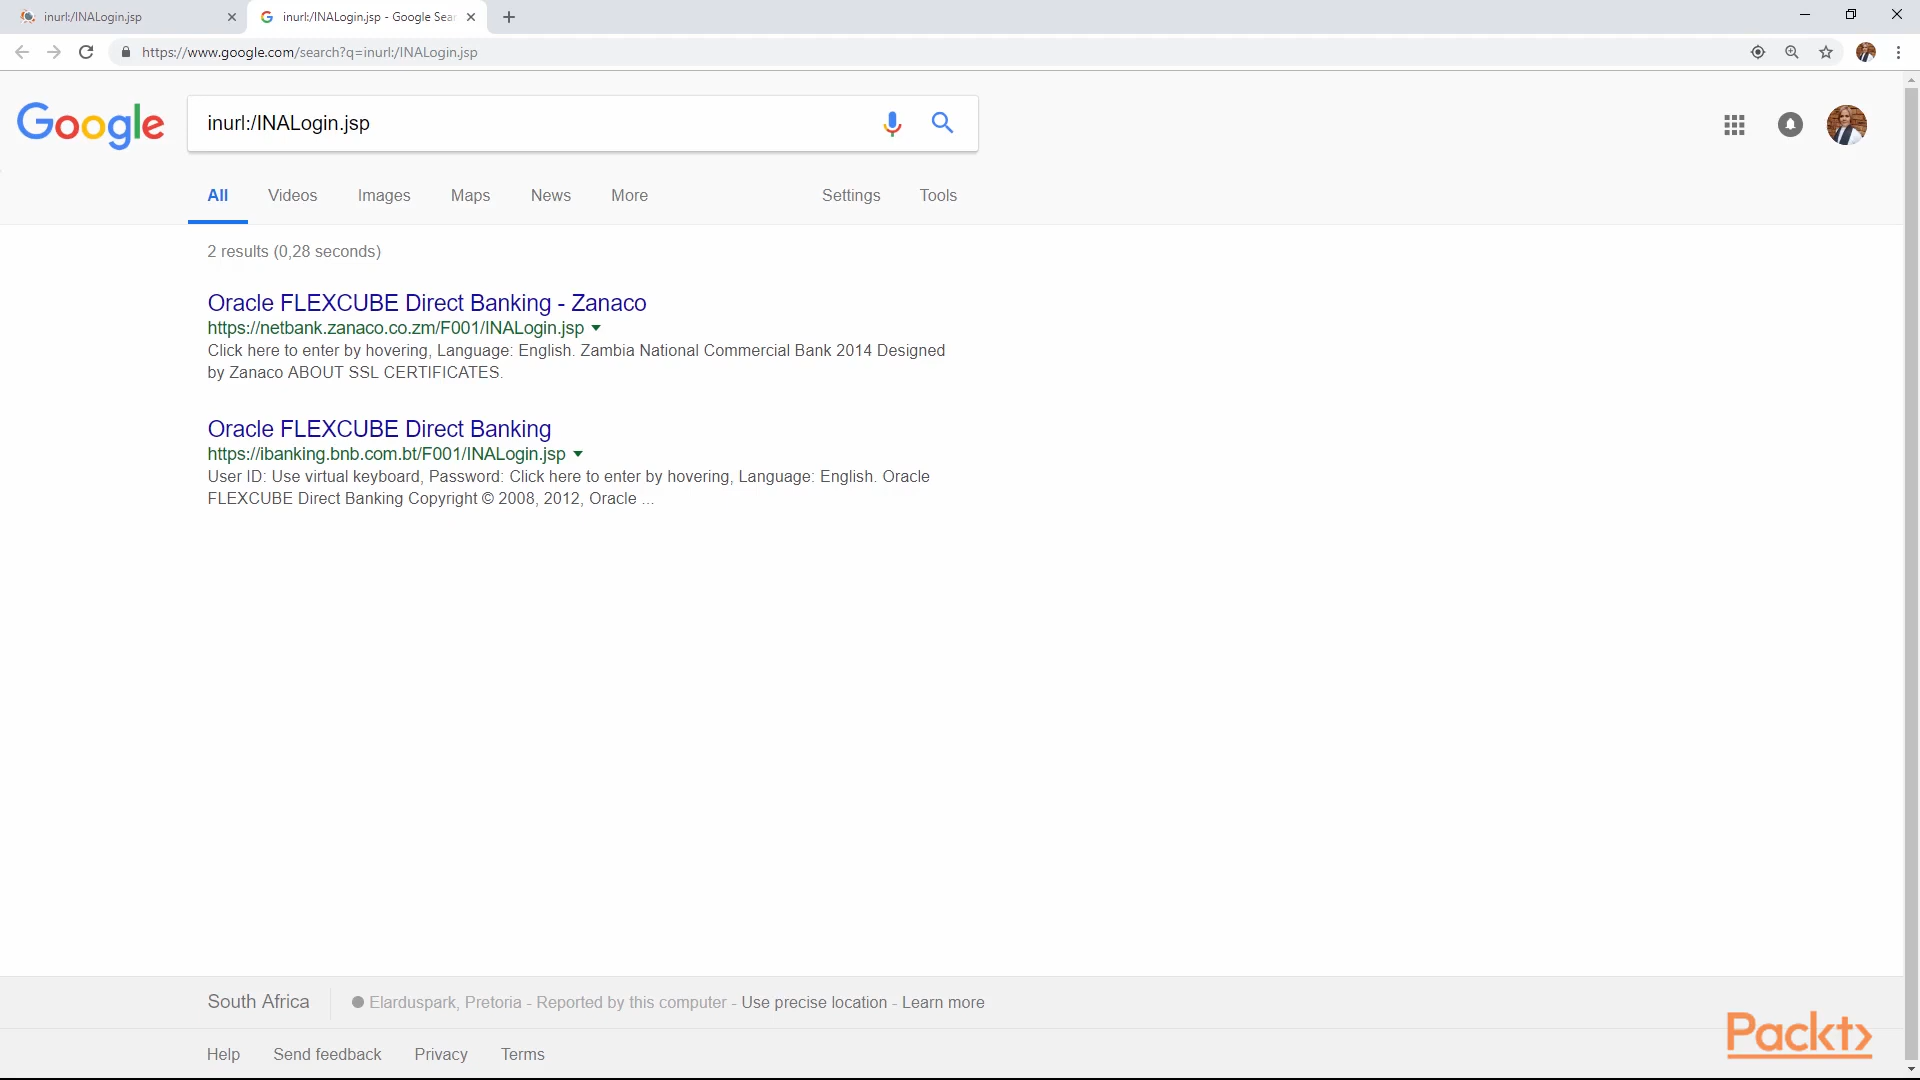 inurl:/INALogin.jsp
inurl:/INALogin.jsp - Google Sear
https://www.google.com/search?q=inurl:/INALogin.jsp
Google
inurl:/INALogin.jsp
All Videos Images Maps News More Settings Tools
2 results (0,28 seconds)
Oracle FLEXCUBE Direct Banking - Zanaco
https://netbank.zanaco.co.zm/F001/INALogin.jsp
Click here to enter by hovering, Language: English. Zambia National Commercial Bank 2014 Designed
by Zanaco ABOUT SSL CERTIFICATES.
Oracle FLEXCUBE Direct Banking
https://ibanking.bnb.com.bt/F001/INALogin.jsp
User ID: Use virtual keyboard, Password: Click here to enter by hovering, Language: English. Oracle
FLEXCUBE Direct Banking Copyright © 2008, 2012, Oracle ...
South Africa
Elarduspark, Pretoria - Reported by this computer - Use precise location - Learn more
Help Send feedback Privacy Terms
Packt>